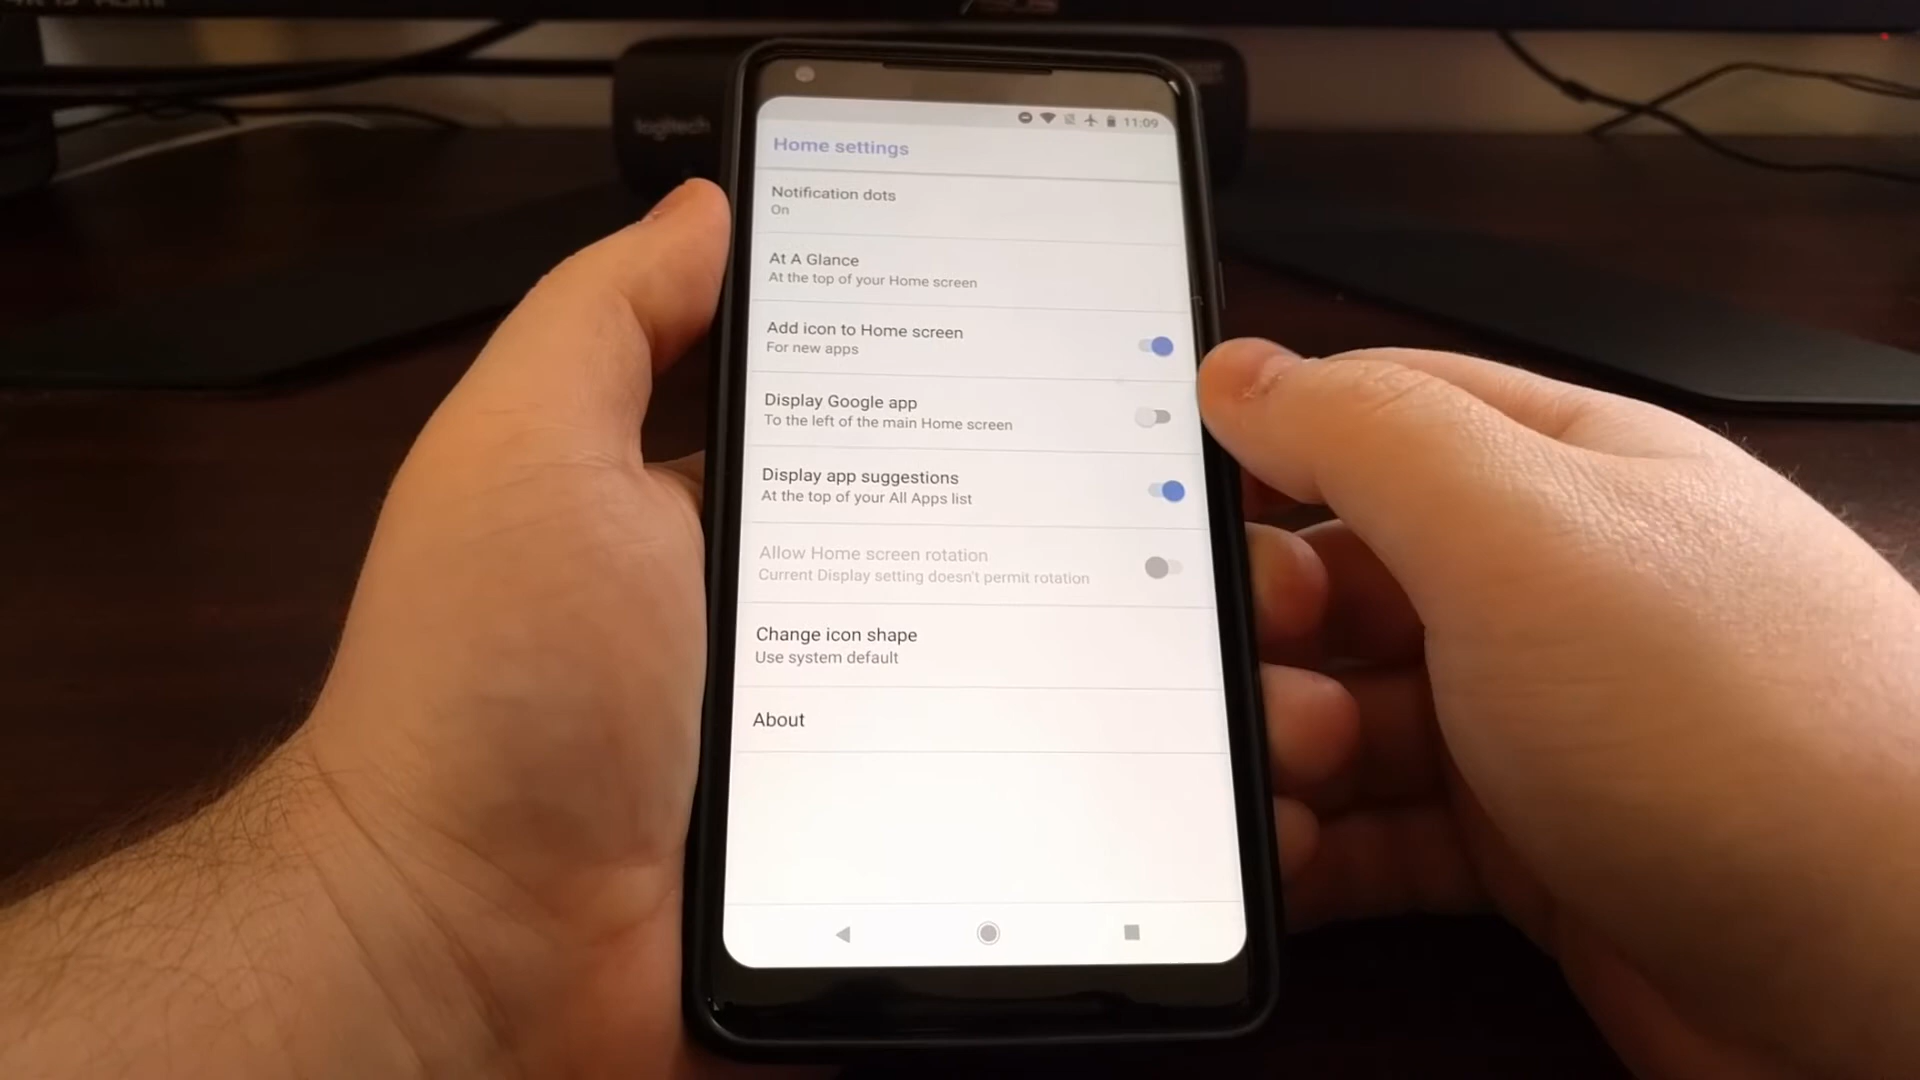 logitech
11:09
Home settings
Notification dots
On
At A Glance
At the top of your Home screen
Add icon to Home screen
For new apps
Display Google app
To the left of the main Home screen
Display app suggestions
At the top of your All Apps list
Allow Home screen rotation
Current Display setting doesn't permit rotation
Change icon shape
Use system default
About